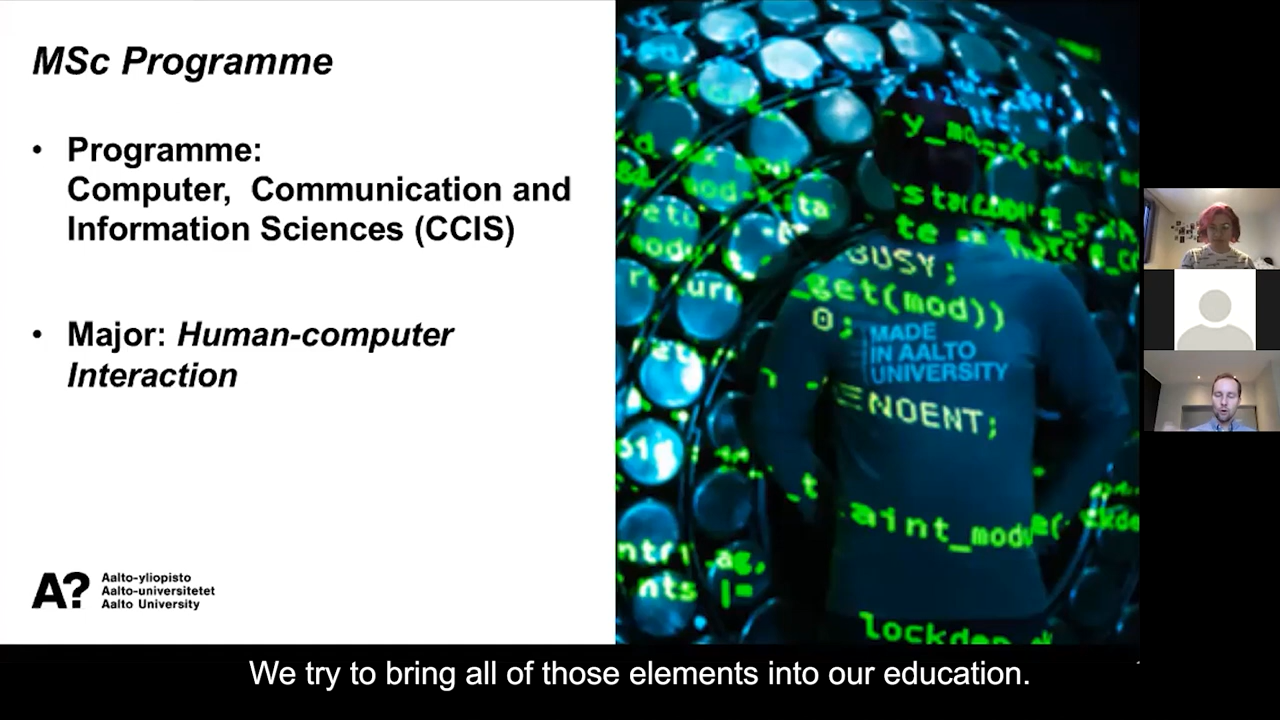 MSc Programme
• Programme:
Computer, Communication and
Information Sciences (CCIS)
• Major: Human-computer
Interaction
A?
Aalto-yliopisto
Aalto-universitetet
Aalto University
BUSY;
_get(mod))
0;
MADE
IN AALTO
UNIVERSITY
NOENT;
lockdep
We try to bring all of those elements into our education.